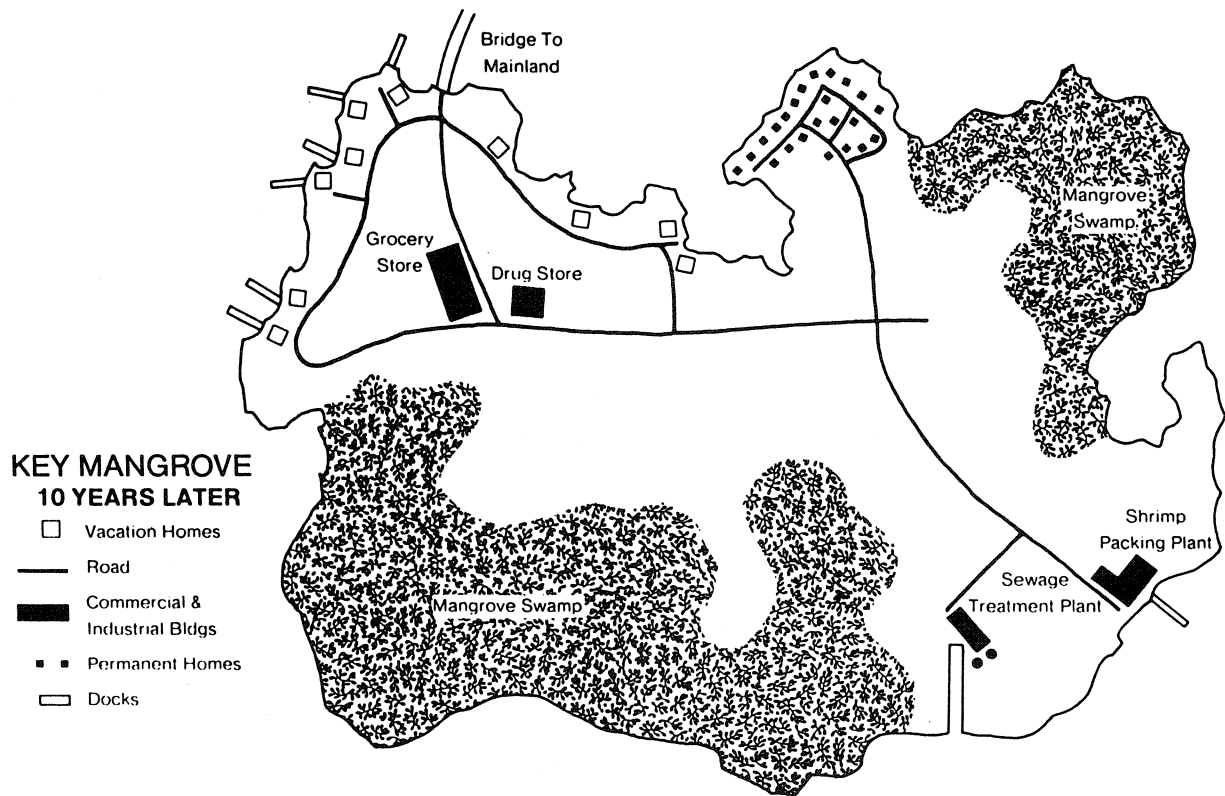 Bridge To
Mainland
Mangrove
Swamp.
Grocery
Store
Drug Store
KEY MANGROVE
10 YEARS LATER
Vacation Homes
Road
Commercial &
Industrial Bldgs
Permanent Homes
Docks
Mangrove Swamp
Shrimp
Packing Plant
Sewage
Treatment Plant